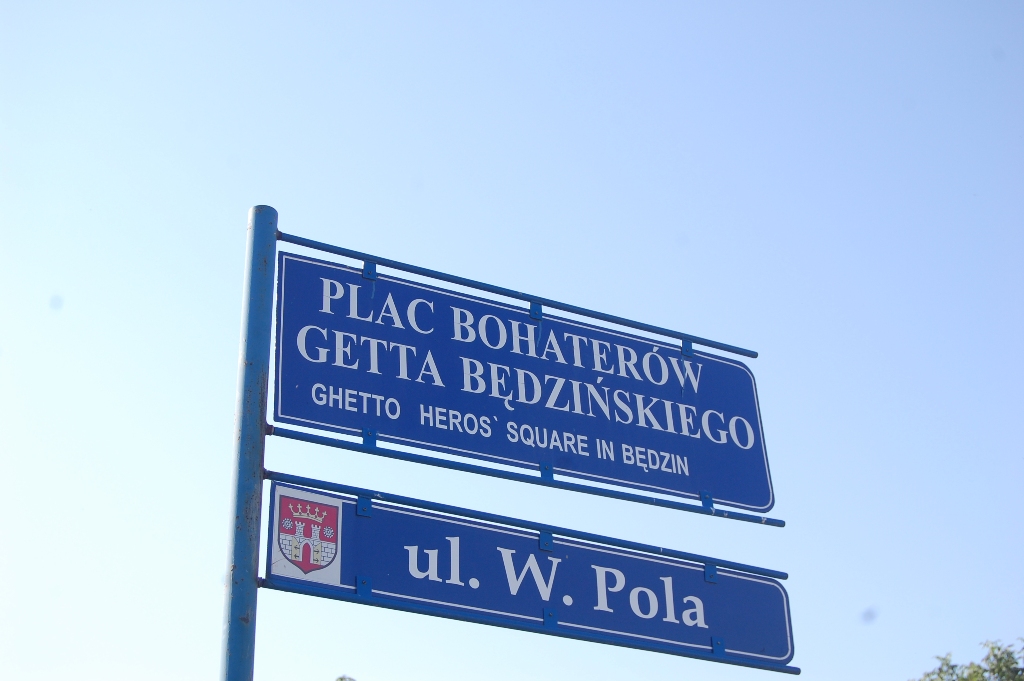 PLAC BOHATERÓW
GETTA BĘDZIŃSKIEGO
GHETTO HEROS` SQUARE IN BĘDZIN
ul. W. Pola